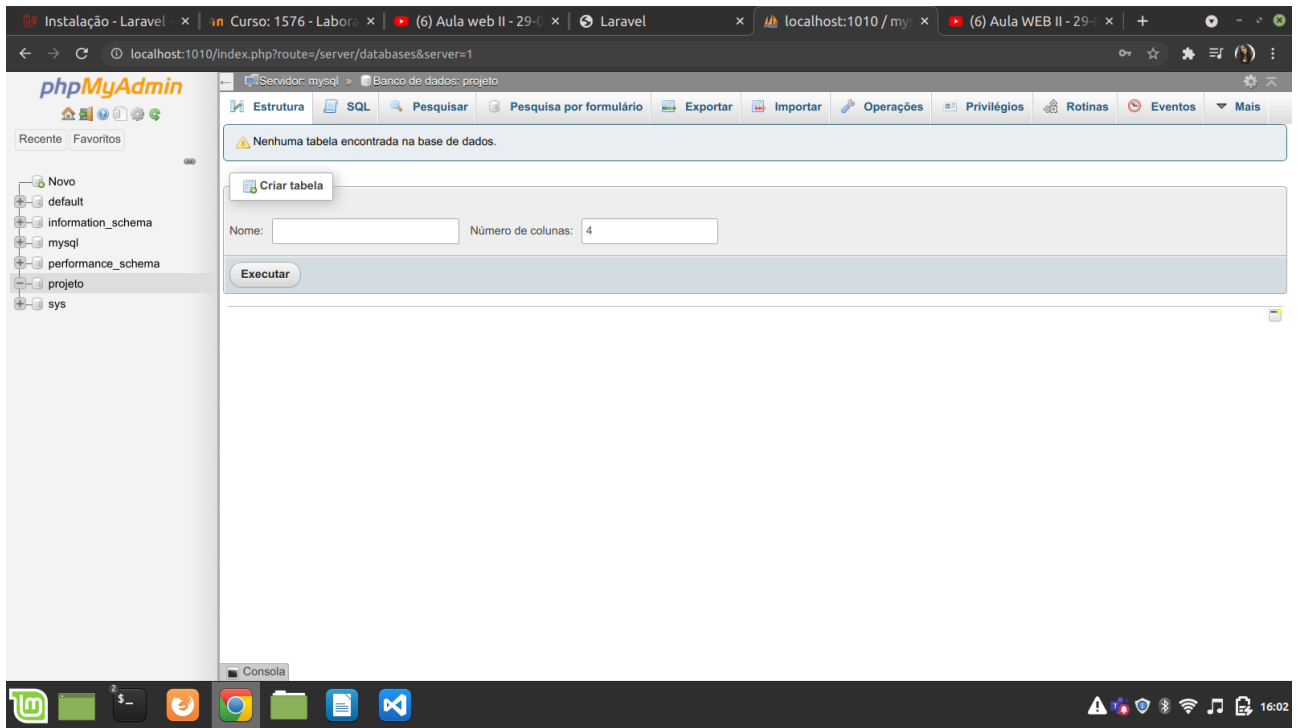 Instalação - Laravel -
Curso: 1576 - Labora
(6) Aula web II - 29-0
Laravel
localhost:1010 / mys
(6) Aula WEB II - 29-0
localhost:1010/index.php?route=/server/databases&server=1
phpMyAdmin
Recente Favoritos
Novo
default
information_schema
mysql
performance_schema
projeto
sys
Servidor: mysql » Banco de dados: projeto
Estrutura SQL Pesquisar Pesquisa por formulário Exportar Importar Operações Privilégios Rotinas Eventos Mais
Nenhuma tabela encontrada na base de dados.
Criar tabela
Nome: Número de colunas: 4
Executar
Consola
2
$_
16:02